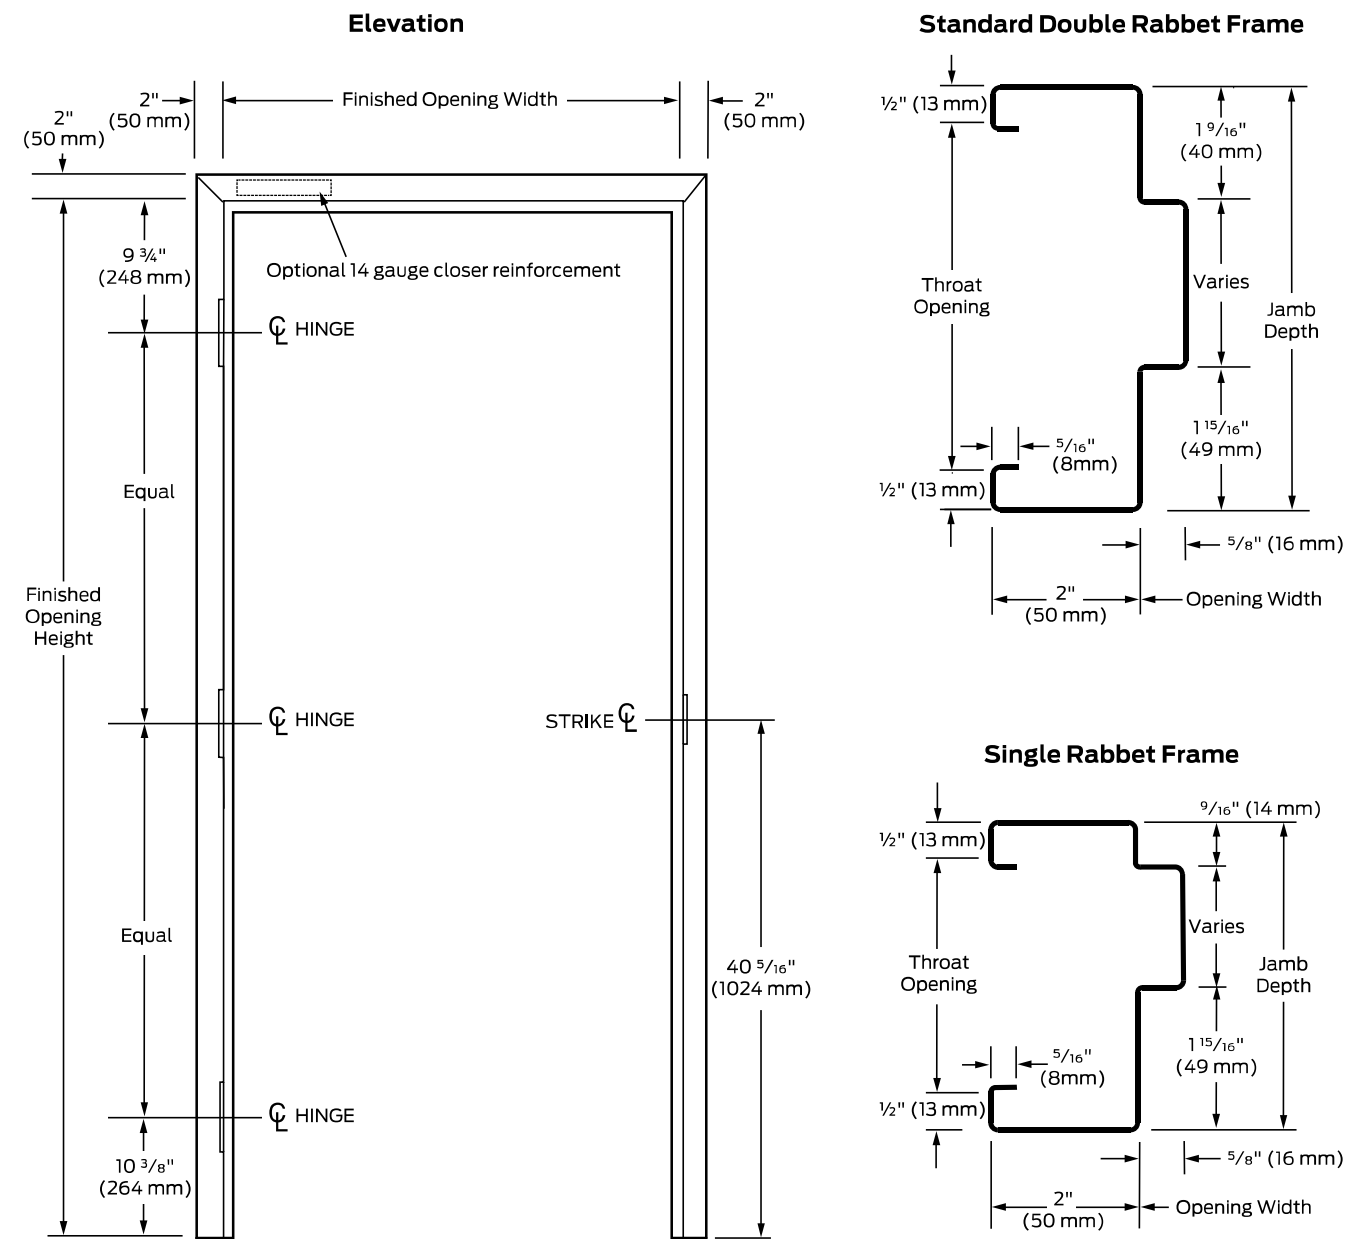 Elevation
2"
(50 mm)
2"
(50 mm)
Finished Opening Width
2"
(50 mm)
9 ¾"
(248 mm)
Optional 14 gauge closer reinforcement
℄ HINGE
Equal
Finished
Opening
Height
℄ HINGE
STRIKE ℄
Equal
40 5/16"
(1024 mm)
℄ HINGE
10 3/8"
(264 mm)
Standard Double Rabbet Frame
½" (13 mm)
1 9/16"
(40 mm)
Throat
Opening
Varies
Jamb
Depth
5/16"
(8mm)
1 15/16"
(49 mm)
½" (13 mm)
5/8" (16 mm)
2"
(50 mm)
Opening Width
Single Rabbet Frame
9/16" (14 mm)
½" (13 mm)
Throat
Opening
Varies
Jamb
Depth
5/16"
(8mm)
1 15/16"
(49 mm)
½" (13 mm)
5/8" (16 mm)
2"
(50 mm)
Opening Width